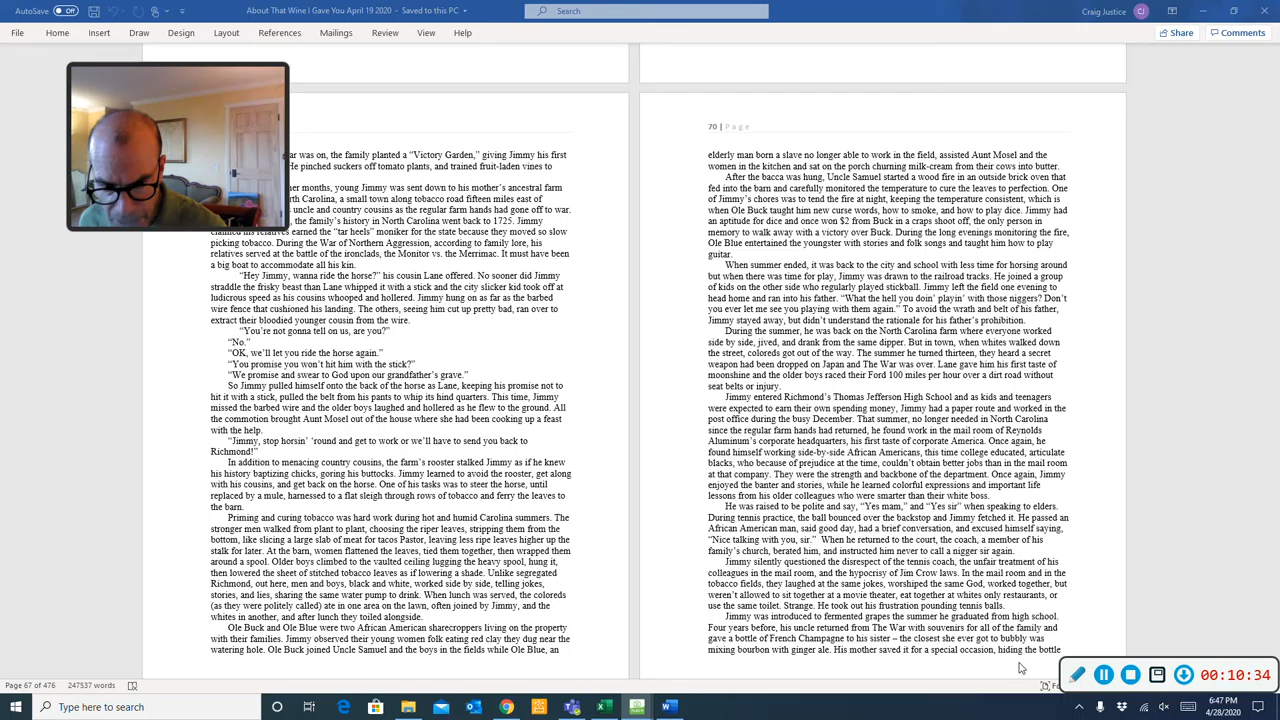 AutoSave Off About That Wine I Gave You April 19 2020 - Saved to this PC Search Craig Justice CJ
File Home Insert Draw Design Layout References Mailings Review View Help Share Comments
ar was on, the family planted a “Victory Garden,” giving Jimmy his first
He pinched suckers off tomato plants, and trained fruit-laden vines to
ner months, young Jimmy was sent down to his mother’s ancestral farm
rth Carolina, a small town along tobacco road fifteen miles east of
s uncle and country cousins as the regular farm hands had gone off to war.
the family’s history in North Carolina went back to 1725. Jimmy
claimed his relatives earned the “tar heels” moniker for the state because they moved so slow
picking tobacco. During the War of Northern Aggression, according to family lore, his
relatives served at the battle of the ironclads, the Monitor vs. the Merrimac. It must have been
a big boat to accommodate all his kin.
“Hey Jimmy, wanna ride the horse?” his cousin Lane offered. No sooner did Jimmy
straddle the frisky beast than Lane whipped it with a stick and the city slicker kid took off at
ludicrous speed as his cousins whooped and hollered. Jimmy hung on as far as the barbed
wire fence that cushioned his landing. The others, seeing him cut up pretty bad, ran over to
extract their bloodied younger cousin from the wire.
“You’re not gonna tell on us, are you?”
“No.”
“OK, we’ll let you ride the horse again.”
“You promise you won’t hit him with the stick?”
“We promise and swear to God upon our grandfather’s grave.”
So Jimmy pulled himself onto the back of the horse as Lane, keeping his promise not to
hit it with a stick, pulled the belt from his pants to whip its hind quarters. This time, Jimmy
missed the barbed wire and the older boys laughed and hollered as he flew to the ground. All
the commotion brought Aunt Mosel out of the house where she had been cooking up a feast
with the help.
“Jimmy, stop horsin’ ‘round and get to work or we’ll have to send you back to
Richmond!”
In addition to menacing country cousins, the farm’s rooster stalked Jimmy as if he knew
his history baptizing chicks, goring his buttocks. Jimmy learned to avoid the rooster, get along
with his cousins, and get back on the horse. One of his tasks was to steer the horse, until
replaced by a mule, harnessed to a flat sleigh through rows of tobacco and ferry the leaves to
the barn.
Priming and curing tobacco was hard work during hot and humid Carolina summers. The
stronger men walked from plant to plant, choosing the riper leaves, stripping them from the
bottom, like slicing a large slab of meat for tacos Pastor, leaving less ripe leaves higher up the
stalk for later. At the barn, women flattened the leaves, tied them together, then wrapped them
around a spool. Older boys climbed to the vaulted ceiling lugging the heavy spool, hung it,
then lowered the sheet of stitched tobacco leaves as if lowering a shade. Unlike segregated
Richmond, out here, men and boys, black and white, worked side by side, telling jokes,
stories, and lies, sharing the same water pump to drink. When lunch was served, the coloreds
(as they were politely called) ate in one area on the lawn, often joined by Jimmy, and the
whites in another, and after lunch they toiled alongside.
Ole Buck and Ole Blue were two African American sharecroppers living on the property
with their families. Jimmy observed their young women folk eating red clay they dug near the
watering hole. Ole Buck joined Uncle Samuel and the boys in the fields while Ole Blue, an
70 | Page
elderly man born a slave no longer able to work in the field, assisted Aunt Mosel and the
women in the kitchen and sat on the porch churning milk-cream from their cows into butter.
After the bacca was hung, Uncle Samuel started a wood fire in an outside brick oven that
fed into the barn and carefully monitored the temperature to cure the leaves to perfection. One
of Jimmy’s chores was to tend the fire at night, keeping the temperature consistent, which is
when Ole Buck taught him new curse words, how to smoke, and how to play dice. Jimmy had
an aptitude for dice and once won $2 from Buck in a craps shoot off, the only person in
memory to walk away with a victory over Buck. During the long evenings monitoring the fire,
Ole Blue entertained the youngster with stories and folk songs and taught him how to play
guitar.
When summer ended, it was back to the city and school with less time for horsing around
but when there was time for play, Jimmy was drawn to the railroad tracks. He joined a group
of kids on the other side who regularly played stickball. Jimmy left the field one evening to
head home and ran into his father. “What the hell you doin’ playin’ with those niggers? Don’t
you ever let me see you playing with them again.” To avoid the wrath and belt of his father,
Jimmy stayed away, but didn’t understand the rationale for his father’s prohibition.
During the summer, he was back on the North Carolina farm where everyone worked
side by side, jived, and drank from the same dipper. But in town, when whites walked down
the street, coloreds got out of the way. The summer he turned thirteen, they heard a secret
weapon had been dropped on Japan and The War was over. Lane gave him his first taste of
moonshine and the older boys raced their Ford 100 miles per hour over a dirt road without
seat belts or injury.
Jimmy entered Richmond’s Thomas Jefferson High School and as kids and teenagers
were expected to earn their own spending money, Jimmy had a paper route and worked in the
post office during the busy December. That summer, no longer needed in North Carolina
since the regular farm hands had returned, he found work in the mail room of Reynolds
Aluminum’s corporate headquarters, his first taste of corporate America. Once again, he
found himself working side-by-side African Americans, this time college educated, articulate
blacks, who because of prejudice at the time, couldn’t obtain better jobs than in the mail room
at that company. They were the strength and backbone of the department. Once again, Jimmy
enjoyed the banter and stories, while he learned colorful expressions and important life
lessons from his older colleagues who were smarter than their white boss.
He was raised to be polite and say, “Yes mam,” and “Yes sir” when speaking to elders.
During tennis practice, the ball bounced over the backstop and Jimmy fetched it. He passed an
African American man, said good day, had a brief conversation, and excused himself saying,
“Nice talking with you, sir.” When he returned to the court, the coach, a member of his
family’s church, berated him, and instructed him never to call a nigger sir again.
Jimmy silently questioned the disrespect of the tennis coach, the unfair treatment of his
colleagues in the mail room, and the hypocrisy of Jim Crow laws. In the mail room and in the
tobacco fields, they laughed at the same jokes, worshiped the same God, worked together, but
weren’t allowed to sit together at a movie theater, eat together at whites only restaurants, or
use the same toilet. Strange. He took out his frustration pounding tennis balls.
Jimmy was introduced to fermented grapes the summer he graduated from high school.
Four years before, his uncle returned from The War with souvenirs for all of the family and
gave a bottle of French Champagne to his sister – the closest she ever got to bubbly was
mixing bourbon with ginger ale. His mother saved it for a special occasion, hiding the bottle
Page 67 of 476 247537 words Fo
00:10:34
Type here to search
6:47 PM
4/28/2020